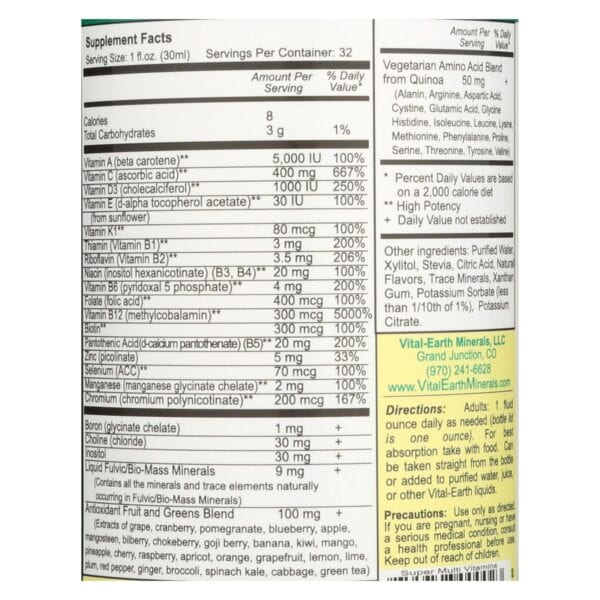 Supplement Facts
Serving Size: 1 fl.oz. (30ml) Servings Per Container: 32
Amount Per Serving % Daily Value*
Calories 8
Total Carbohydrates 3 g 1%
Vitamin A (beta carotene)** 5,000 IU 100%
Vitamin C (ascorbic acid)** 400 mg 667%
Vitamin D3 (cholecalciferol)** 1000 IU 250%
Vitamin E (d-alpha tocopherol acetate)** 30 IU 100%
(from sunflower)
Vitamin K1** 80 mcg 100%
Thiamin (Vitamin B1)** 3 mg 200%
Riboflavin (Vitamin B2)** 3.5 mg 206%
Niacin (inositol hexanicotinate) (B3, B4)** 20 mg 100%
Vitamin B6 (pyridoxal 5 phosphate)** 4 mg 200%
Folate (folic acid)** 400 mcg 100%
Vitamin B12 (methylcobalamin)** 300 mcg 5000%
Biotin** 300 mcg 100%
Pantothenic Acid(d-calcium pantothenate) (B5)** 20 mg 200%
Zinc (picolinate) 5 mg 33%
Selenium (ACC)** 70 mcg 100%
Manganese (manganese glycinate chelate)** 2 mg 100%
Chromium (chromium polynicotinate)** 200 mcg 167%
Boron (glycinate chelate) 1 mg +
Choline (chloride) 30 mg +
Inositol 30 mg +
Liquid Fulvic/Bio-Mass Minerals 9 mg +
(Contains all the minerals and trace elements naturally
occurring in Fulvic/Bio-Mass Minerals)
Antioxidant Fruit and Greens Blend 100 mg +
(Extracts of grape, cranberry, pomegranate, blueberry, apple,
mangosteen, bilberry, chokeberry, goji berry, banana, kiwi, mango,
pineapple, cherry, raspberry, apricot, orange, grapefruit, lemon, lime,
plum, red pepper, ginger, broccoli, spinach kale, cabbage, green tea)
Amount Per Serving % Daily Value*
Vegetarian Amino Acid Blend
from Quinoa 50 mg +
(Alanin, Arginine, Aspartic Acid,
Cystine, Glutamic Acid, Glycine
Histidine, Isoleucine, Leucine, Lysine,
Methionine, Phenylalanine, Proline,
Serine, Threonine, Tyrosine, Valine)
* Percent Daily Values are based
on a 2,000 calorie diet
** High Potency
+ Daily Value not established
Other ingredients: Purified Water,
Xylitol, Stevia, Citric Acid, Natural
Flavors, Trace Minerals, Xanthan
Gum, Potassium Sorbate (less
than 1/10th of 1%), Potassium
Citrate.
Vital-Earth Minerals, LLC
Grand Junction, CO
(970) 241-6628
www.VitalEarthMinerals.com
Directions: Adults: 1 fluid
ounce daily as needed (bottle lid
is one ounce). For best
absorption take with food. Can
be taken straight from the bottle
or added to purified water, juice,
or other Vital-Earth liquids.
Precautions: Use only as directed.
If you are pregnant, nursing or have
a serious medical condition, consult
a health professional before use.
Keep out of reach of children.
Super Multi Vitamins